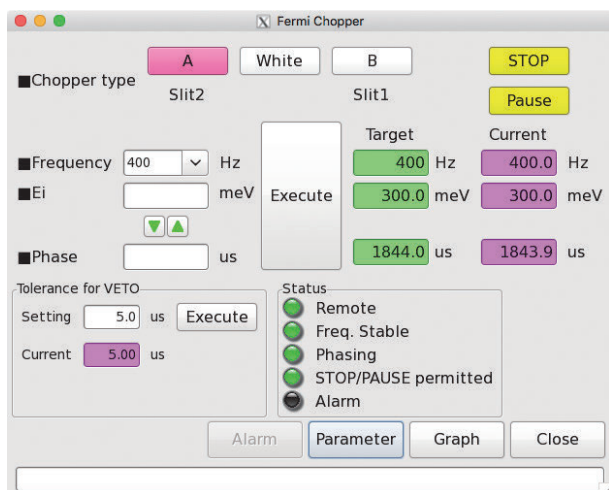 Fermi Chopper
A White B STOP
■Chopper type
Slit2 Slit1
Pause
Target Current
■Frequency 400 Hz 400 Hz 400.0 Hz
■Ei meV Execute 300.0 meV 300.0 meV
■Phase us 1844.0 us 1843.9 us
Tolerance for VETO
Setting 5.0 us Execute
Current 5.00 us
Status
Remote
Freq. Stable
Phasing
STOP/PAUSE permitted
Alarm
Alarm Parameter Graph Close